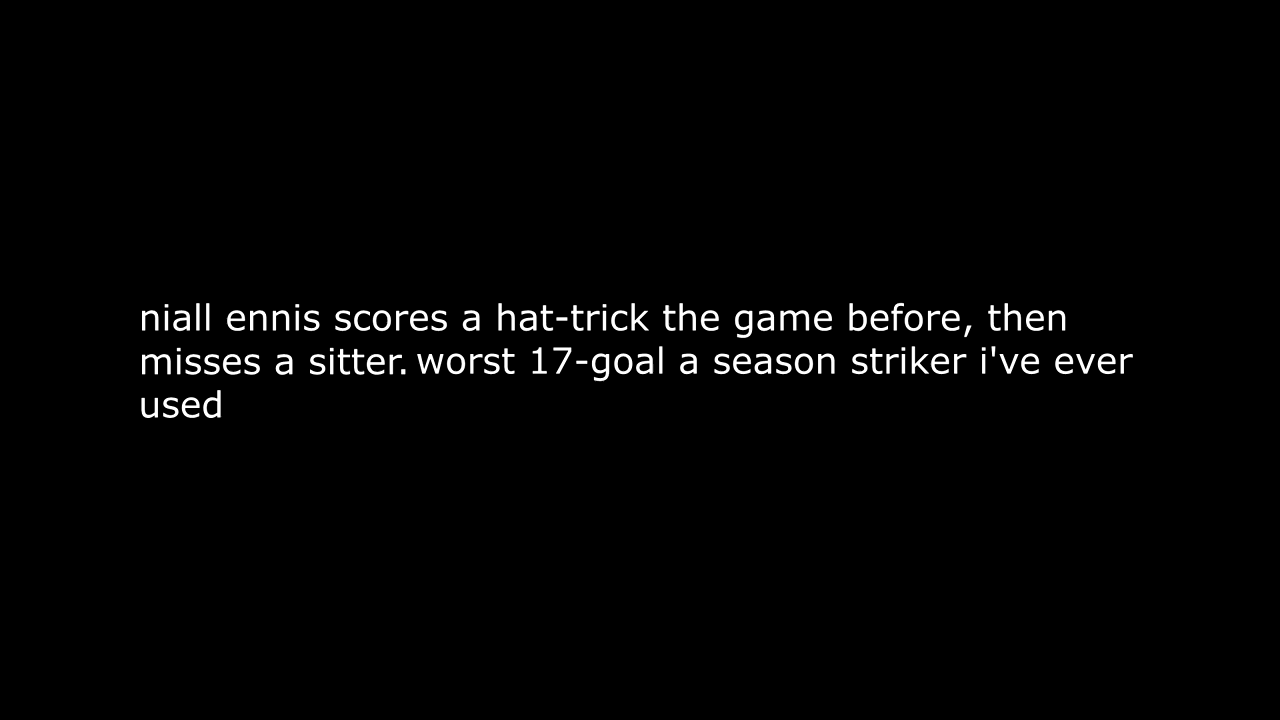 niall ennis scores a hat-trick the game before, then
misses a sitter. worst 17-goal a season striker i've ever
used